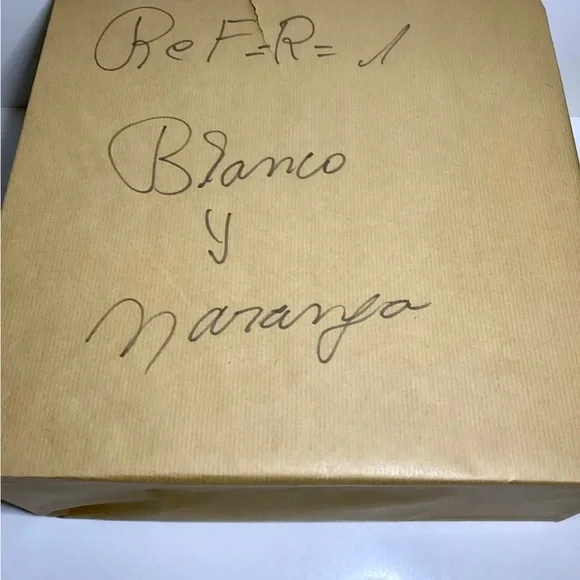 ReF=R=1
Blanco
y
naranja